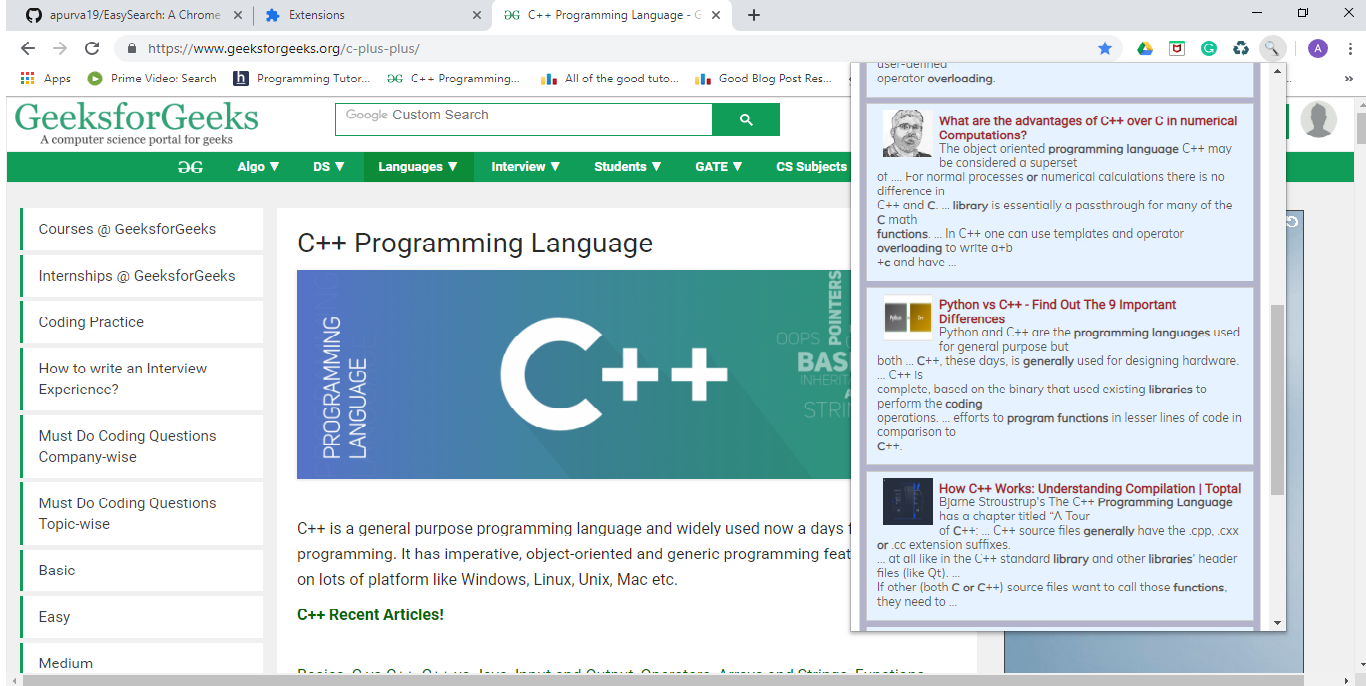 apurva19/EasySearch: A Chrome
Extensions
C++ Programming Language - G
https://www.geeksforgeeks.org/c-plus-plus/
A
Apps
Prime Video: Search
h
Programming Tutor...
C++ Programming...
All of the good tuto...
Good Blog Post Res...
»
GeeksforGeeks
A computer science portal for geeks
Google Custom Search
Algo ▼
DS ▼
Languages ▼
Interview ▼
Students ▼
GATE ▼
CS Subjects
Courses @ GeeksforGeeks
Internships @ GeeksforGeeks
Coding Practice
How to write an Interview
Experience?
Must Do Coding Questions
Company-wise
Must Do Coding Questions
Topic-wise
Basic
Easy
Medium
C++ Programming Language
PROGRAMMING
LANGUAGE
C++
OOPS
POINTERS
BAS
INHERIT
STRI
C++ is a general purpose programming language and widely used now a days f
programming. It has imperative, object-oriented and generic programming feat
on lots of platform like Windows, Linux, Unix, Mac etc.
C++ Recent Articles!
Basics, C vs C++, C++ vs Java, Input and Output, Operators, Arrays and Strings, Functions,
user-defined
operator overloading.
What are the advantages of C++ over C in numerical
Computations?
The object oriented programming language C++ may
be considered a superset
of .... For normal processes or numerical calculations there is no
difference in
C++ and C. ... library is essentially a passthrough for many of the
C math
functions. ... In C++ one can use templates and operator
overloading to write a+b
+c and have ...
Python vs C++ - Find Out The 9 Important
Differences
Python and C++ are the programming languages used
for general purpose but
both ... C++, these days, is generally used for designing hardware.
... C++ is
complete, based on the binary that used existing libraries to
perform the coding
operations. ... efforts to program functions in lesser lines of code in
comparison to
C++.
How C++ Works: Understanding Compilation | Toptal
Bjarne Stroustrup's The C++ Programming Language
has a chapter titled “A Tour
of C++: ... C++ source files generally have the .cpp, .cxx
or .cc extension suffixes.
... at all like in the C++ standard library and other libraries' header
files (like Qt). ...
If other (both C or C++) source files want to call those functions,
they need to ...